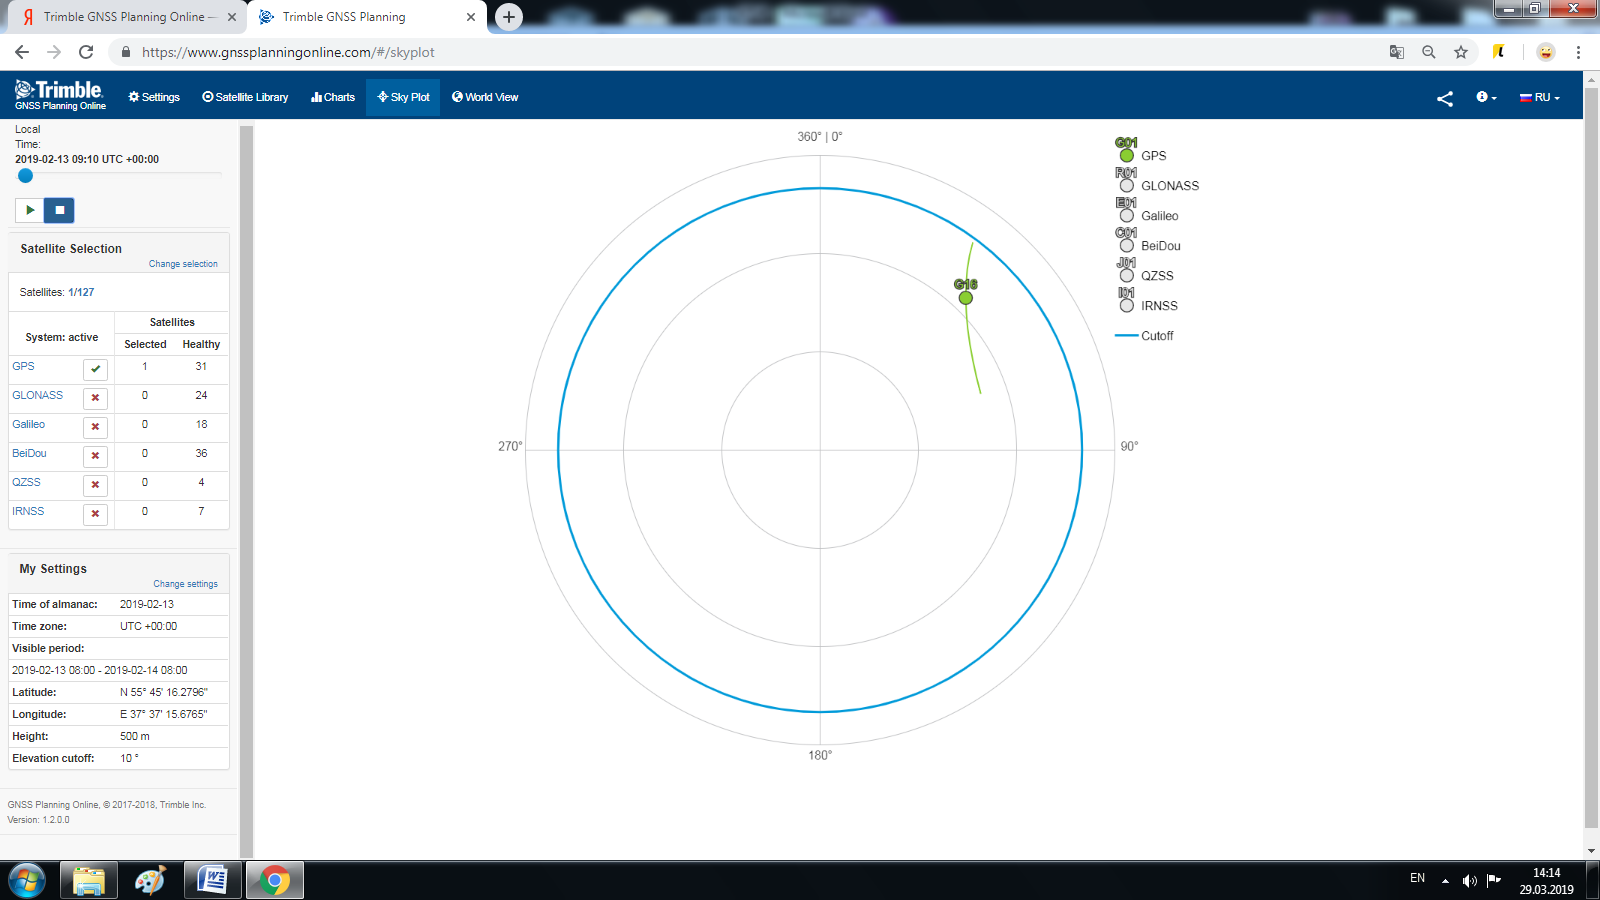 Trimble GNSS Planning Online —
Trimble GNSS Planning
https://www.gnssplanningonline.com/#/skyplot
Trimble.
GNSS Planning Online
Settings
Satellite Library
Charts
Sky Plot
World View
RU
Local
Time:
2019-02-13 09:10 UTC +00:00
Satellite Selection
Change selection
Satellites: 1/127
System: active
Satellites
Selected Healthy
GPS 1 31
GLONASS 0 24
Galileo 0 18
BeiDou 0 36
QZSS 0 4
IRNSS 0 7
My Settings
Change settings
Time of almanac: 2019-02-13
Time zone: UTC +00:00
Visible period:
2019-02-13 08:00 - 2019-02-14 08:00
Latitude: N 55° 45' 16.2796"
Longitude: E 37° 37' 15.6765"
Height: 500 m
Elevation cutoff: 10 °
GNSS Planning Online, © 2017-2018, Trimble Inc.
Version: 1.2.0.0
360° | 0°
90°
180°
270°
G18
G01
GPS
R01
GLONASS
E01
Galileo
C01
BeiDou
J01
QZSS
I01
IRNSS
Cutoff
EN
14:14
29.03.2019